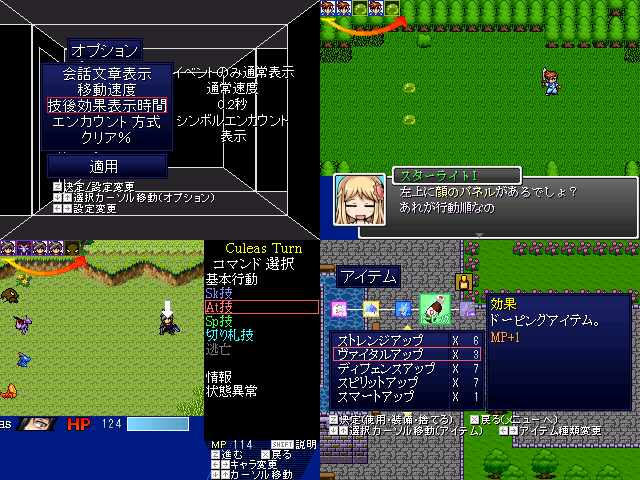 オプション
会話文章表示 イベントのみ通常表示
移動速度 通常速度
技後効果表示時間 0.2秒
エンカウント方式 シンボルエンカウント
クリア% 表示
適用
Z 決定/設定変更
↓↑選択カーソル移動(オプション)
←→設定変更
スターライトI
左上に顔のパネルがあるでしょ?
あれが行動順なの
Culeas Turn
コマンド選択
基本行動
Sk技
At技
Sp技
切り札技
逃亡
情報
状態異常
as HP 124
MP 114 SHIFT 説明
Z 進む X 戻る
←→キャラ変更
↓↑カーソル移動
アイテム
ストレングアップ X 6
ヴァイタルアップ X 3
ディフェンスアップ X 7
スピリットアップ X 7
スマートアップ X 1
効果
ドーピングアイテム。
MP+1
Z 決定(使用・装備・捨てる) X 戻る(メニューへ)
↓↑選択カーソル移動(アイテム) ←→アイテム種類変更